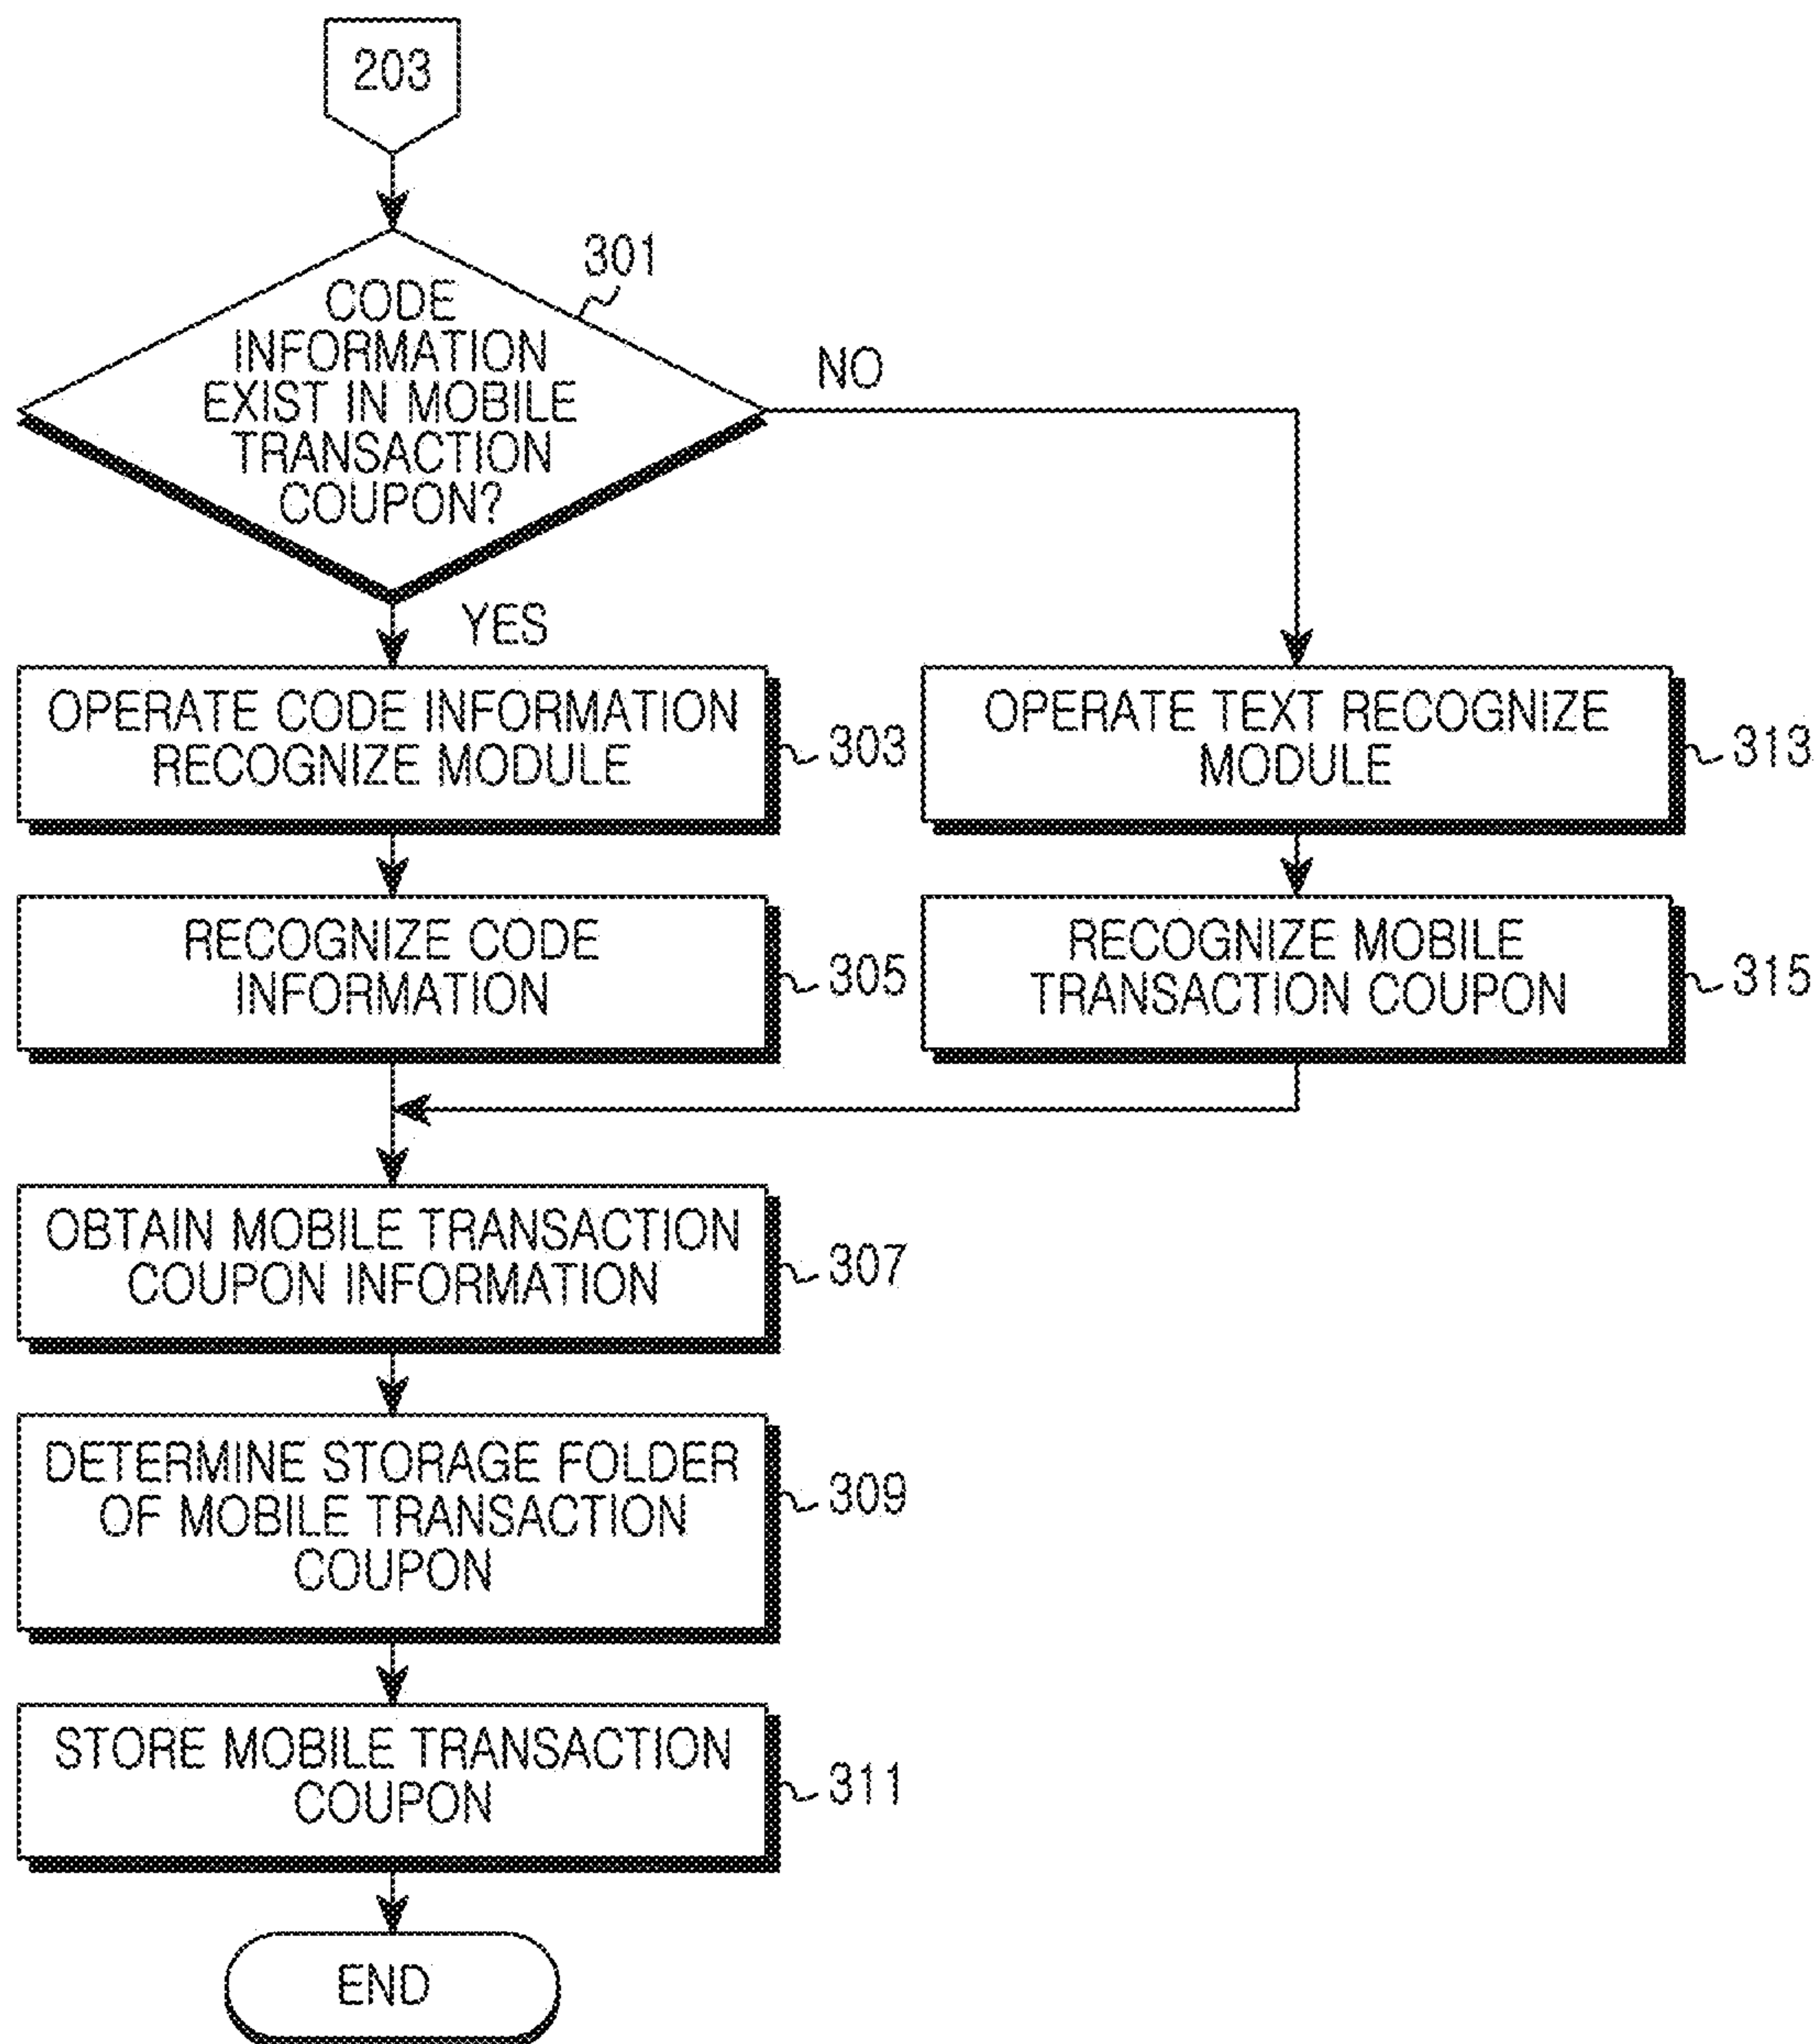 203
301
CODE
INFORMATION
EXIST IN MOBILE
TRANSACTION
COUPON?
NO
YES
OPERATE CODE INFORMATION
RECOGNIZE MODULE
303
OPERATE TEXT RECOGNIZE
MODULE
313
RECOGNIZE CODE
INFORMATION
305
RECOGNIZE MOBILE
TRANSACTION COUPON
315
OBTAIN MOBILE TRANSACTION
COUPON INFORMATION
307
DETERMINE STORAGE FOLDER
OF MOBILE TRANSACTION
COUPON
309
STORE MOBILE TRANSACTION
COUPON
311
END